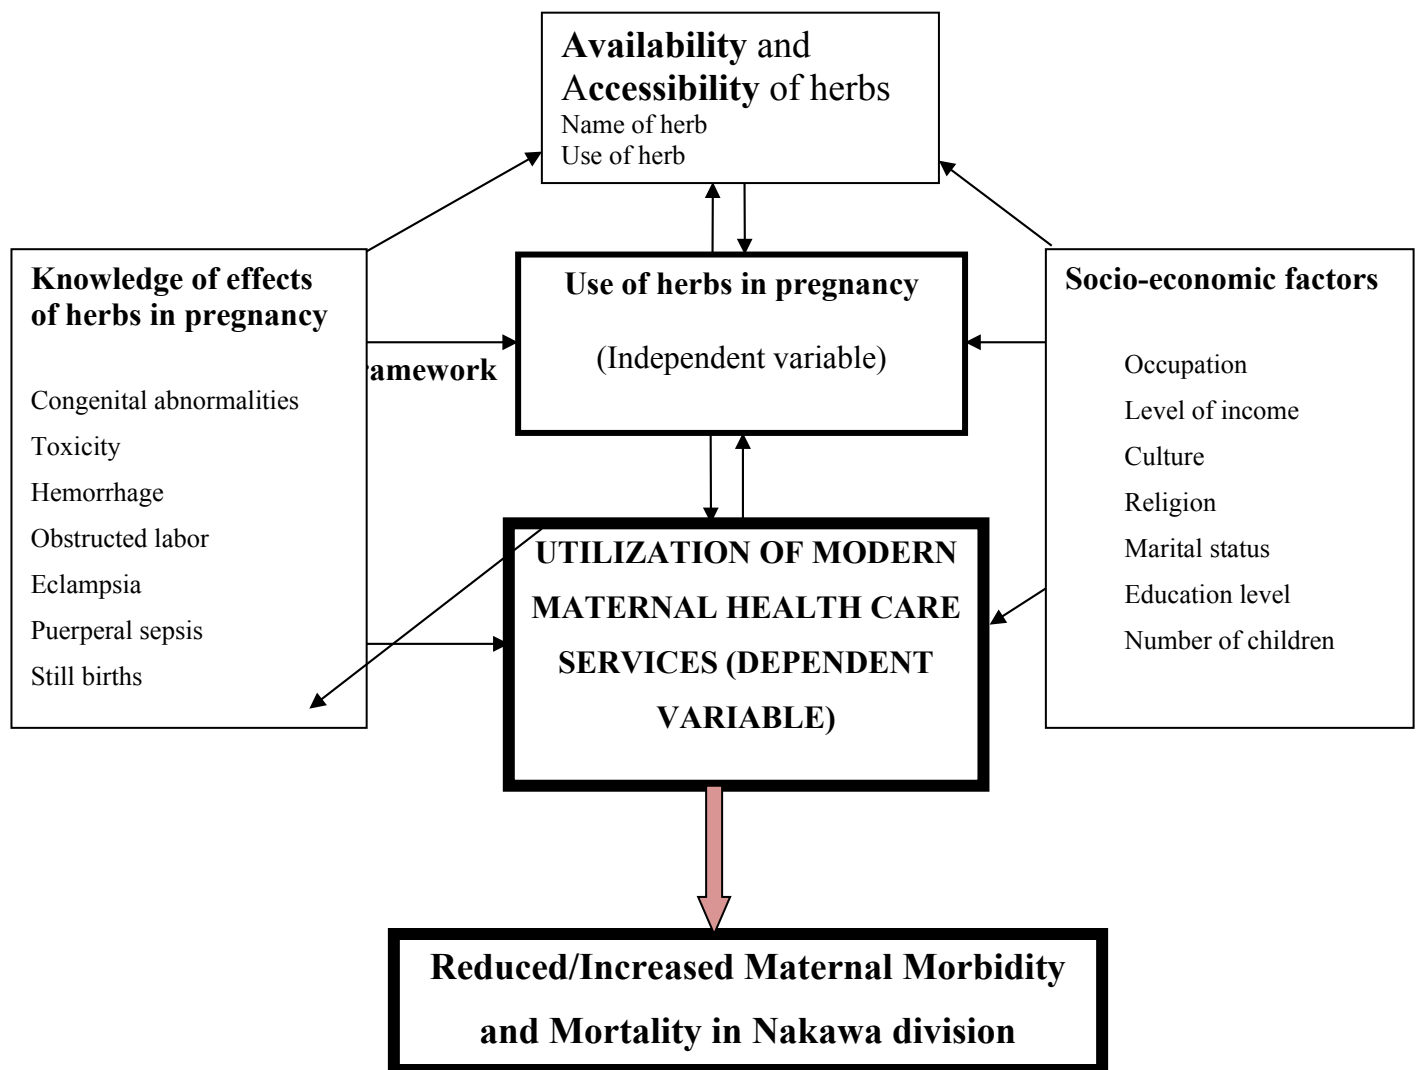 Availability and
Accessibility of herbs
Name of herb
Use of herb
Knowledge of effects
of herbs in pregnancy
Congenital abnormalities
Toxicity
Hemorrhage
Obstructed labor
Eclampsia
Puerperal sepsis
Still births
ramework
Use of herbs in pregnancy
(Independent variable)
Socio-economic factors
Occupation
Level of income
Culture
Religion
Marital status
Education level
Number of children
UTILIZATION OF MODERN
MATERNAL HEALTH CARE
SERVICES (DEPENDENT
VARIABLE)
Reduced/Increased Maternal Morbidity
and Mortality in Nakawa division